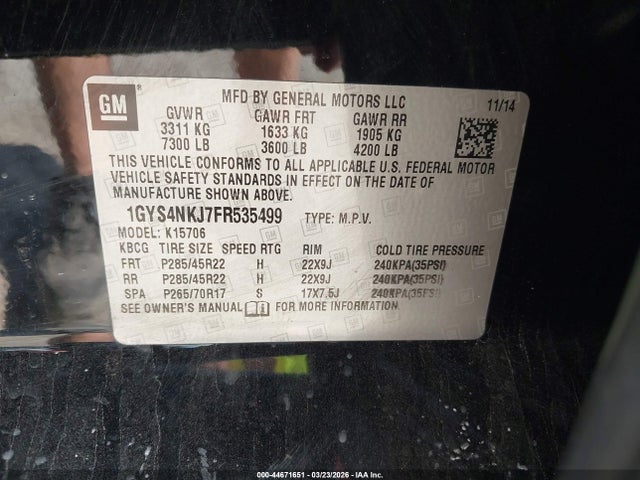 GM
MFD BY GENERAL MOTORS LLC 11/14
GVWR GAWR FRT GAWR RR
3311 KG 1633 KG 1905 KG
7300 LB 3600 LB 4200 LB
THIS VEHICLE CONFORMS TO ALL APPLICABLE U.S. FEDERAL MOTOR
VEHICLE SAFETY STANDARDS IN EFFECT ON THE DATE OF
MANUFACTURE SHOWN ABOVE.
1GYS4NKJ7FR535499 TYPE: M.P.V.
MODEL: K15706
KBCG TIRE SIZE SPEED RTG RIM COLD TIRE PRESSURE
FRT P285/45R22 H 22X9J 240KPA(35PSI)
RR P285/45R22 H 22X9J 240KPA(35PSI)
SPA P265/70R17 S 17X7.5J 240KPA(35PSI)
SEE OWNER'S MANUAL FOR MORE INFORMATION.
000-44671651 | 03/23/2026 | IAA Inc.